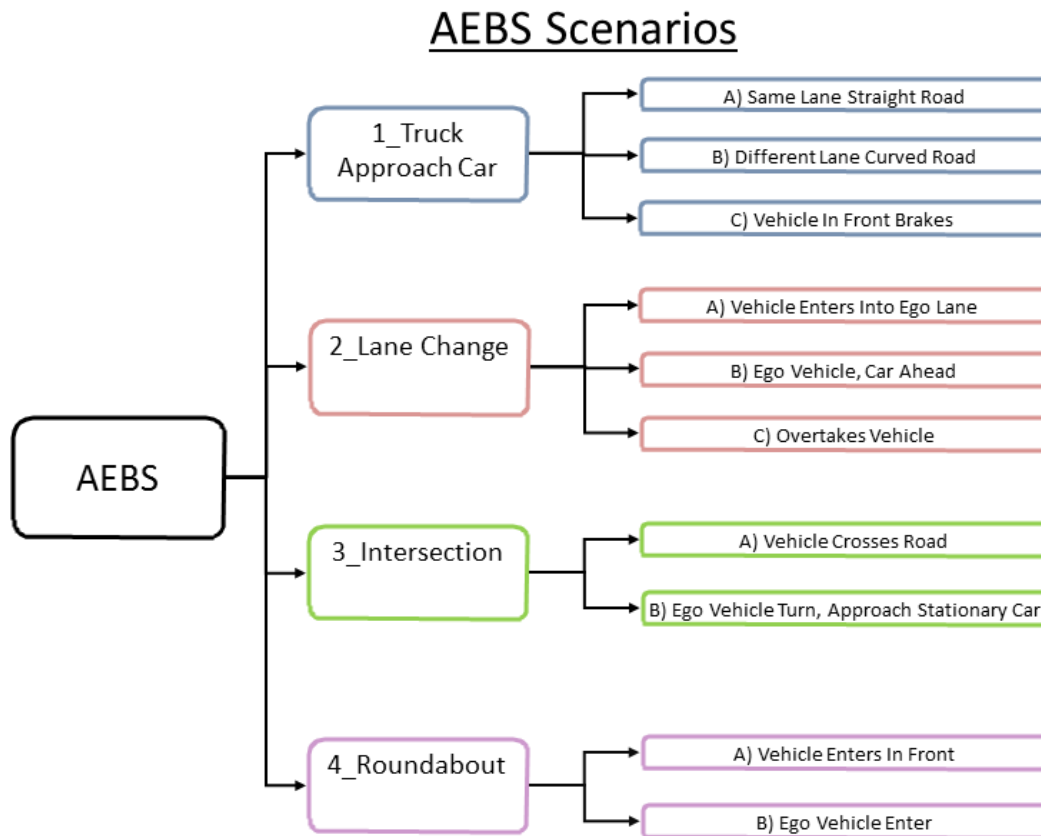 AEBS Scenarios
1_Truck
Approach Car
A) Same Lane Straight Road
B) Different Lane Curved Road
C) Vehicle In Front Brakes
2_Lane Change
A) Vehicle Enters Into Ego Lane
B) Ego Vehicle, Car Ahead
C) Overtakes Vehicle
AEBS
3_Intersection
A) Vehicle Crosses Road
B) Ego Vehicle Turn, Approach Stationary Car
4_Roundabout
A) Vehicle Enters In Front
B) Ego Vehicle Enter